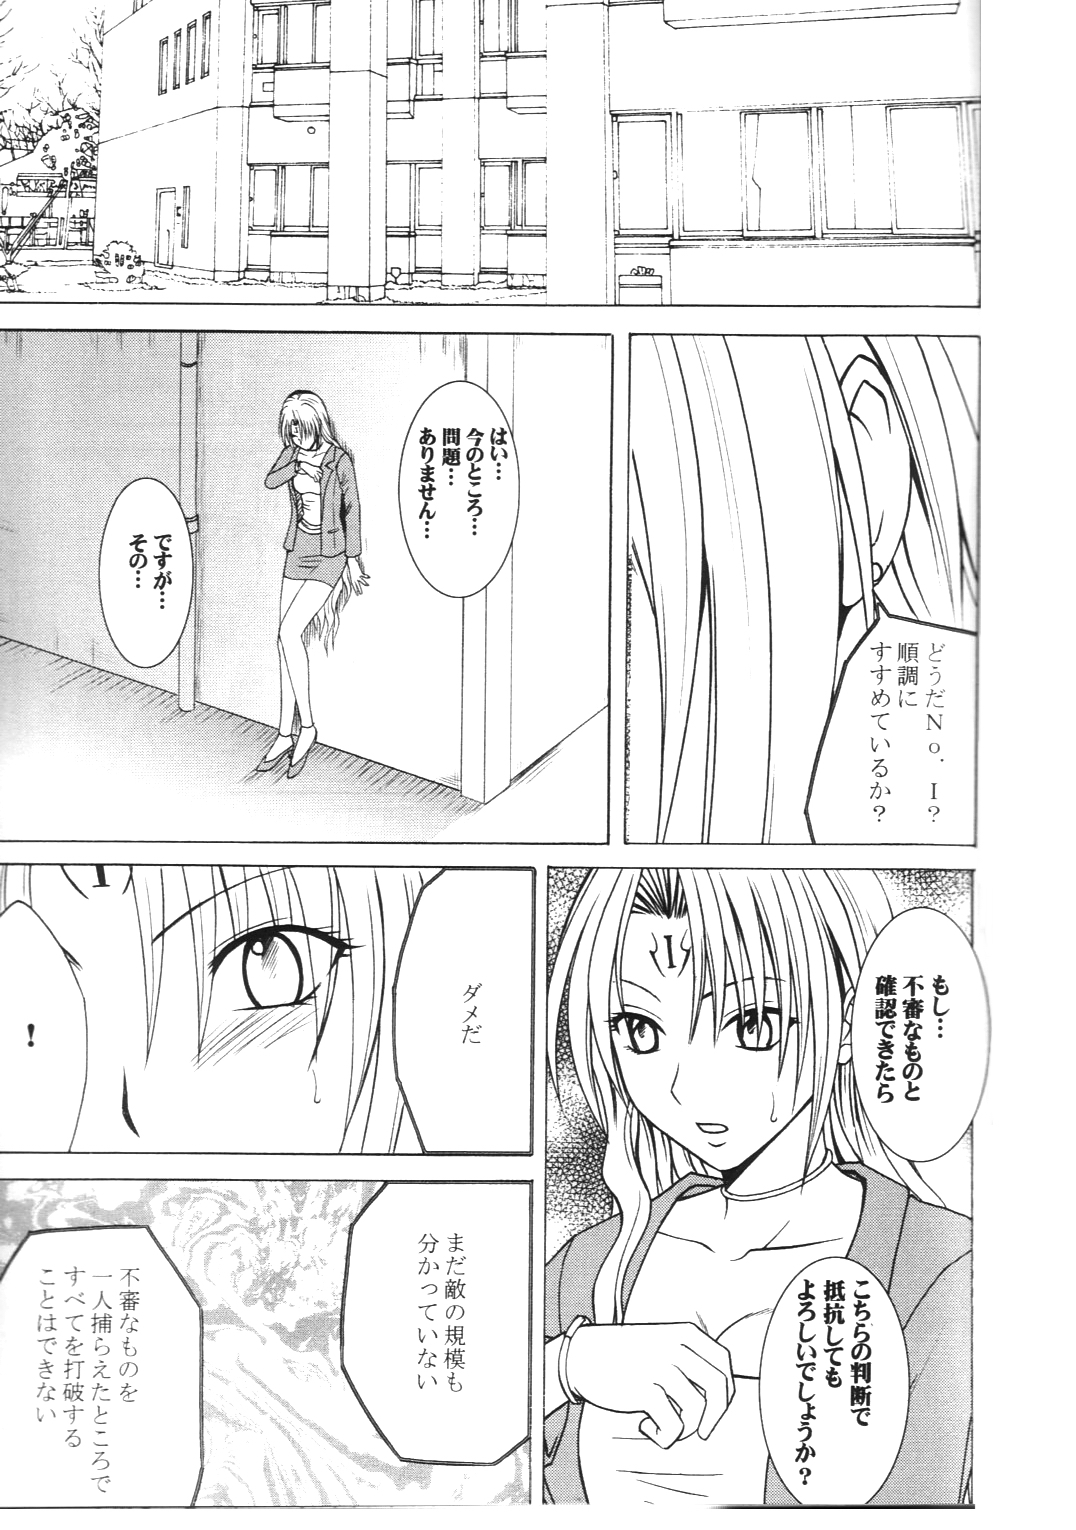 どうだＮｏ．Ｉ？
順調に
すすめているか？
はい…
今のところ…
問題…
ありません…
ですが…
その…
もし…
不審なものと
確認できたら
こちらの判断で
抵抗しても
よろしいでしょうか？
I
ダメだ
I
！
まだ敵の規模も
分かっていない
不審なものを
一人捕らえたところで
すべてを打破する
ことはできない